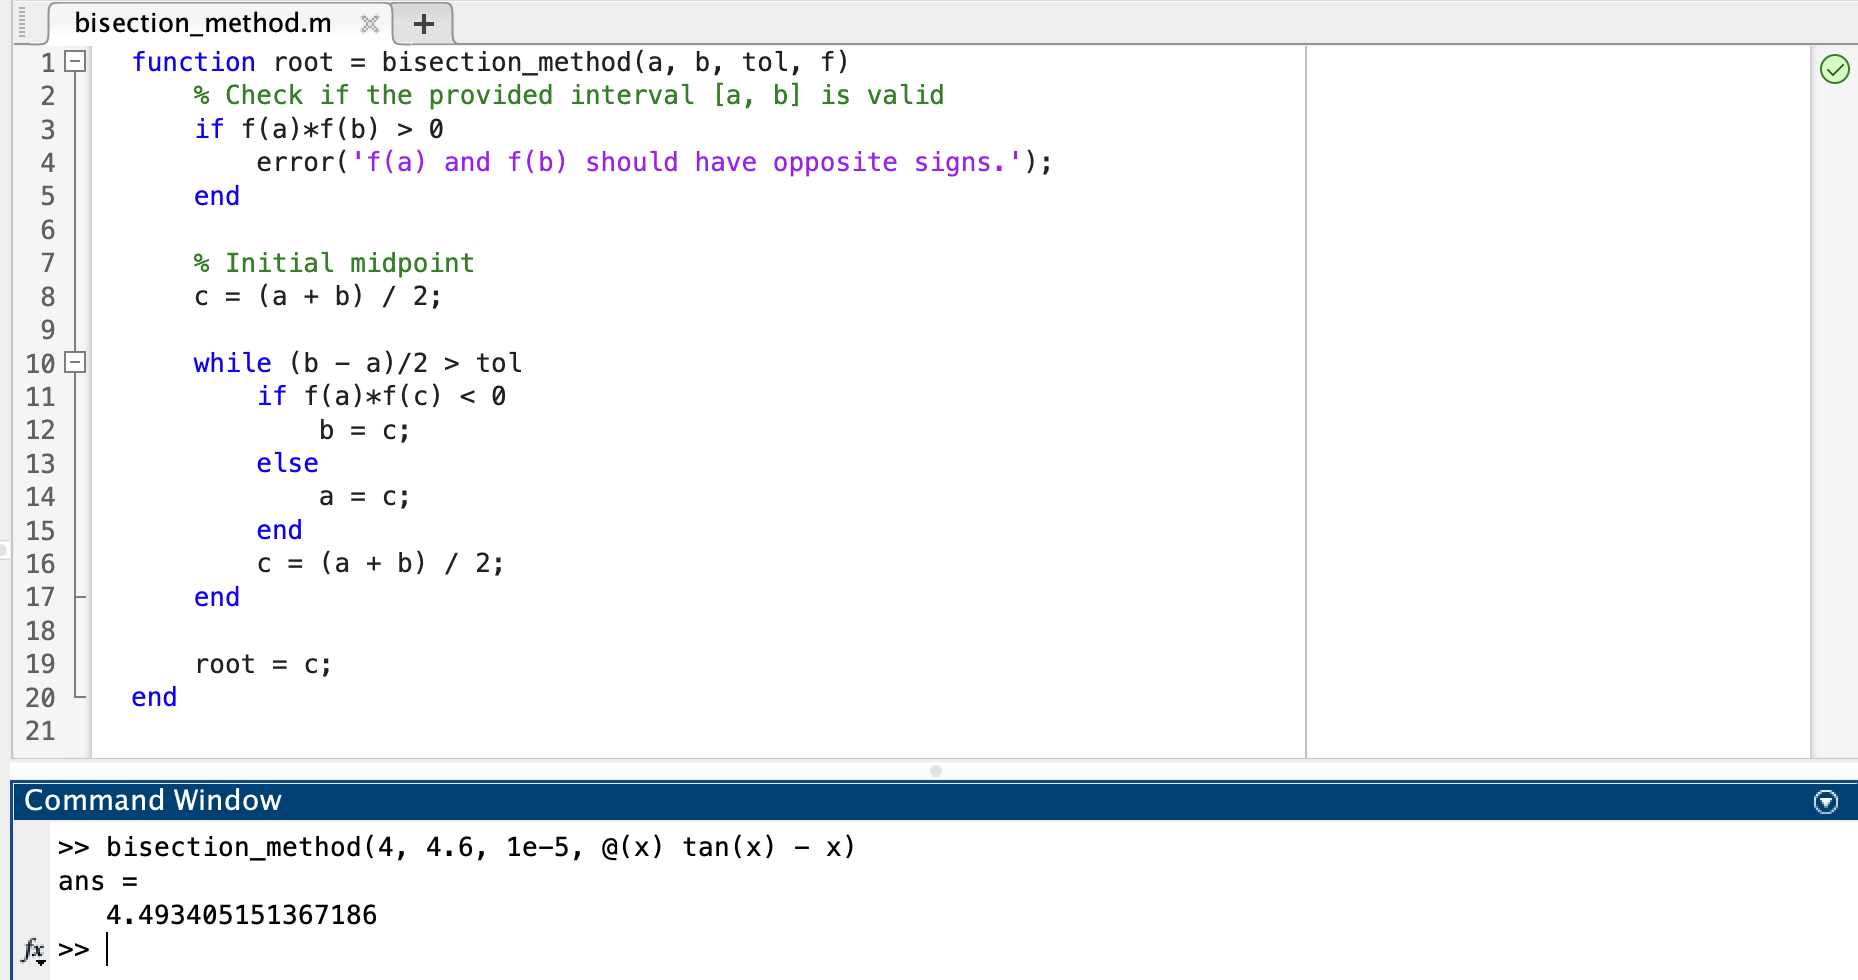 bisection_method.m
1 function root = bisection_method(a, b, tol, f)
2     % Check if the provided interval [a, b] is valid
3     if f(a)*f(b) > 0
4         error('f(a) and f(b) should have opposite signs.');
5     end
6
7     % Initial midpoint
8     c = (a + b) / 2;
9
10     while (b - a)/2 > tol
11         if f(a)*f(c) < 0
12             b = c;
13         else
14             a = c;
15         end
16         c = (a + b) / 2;
17     end
18
19     root = c;
20 end
21
Command Window
>> bisection_method(4, 4.6, 1e-5, @(x) tan(x) - x)
ans =
   4.493405151367186
fx >>